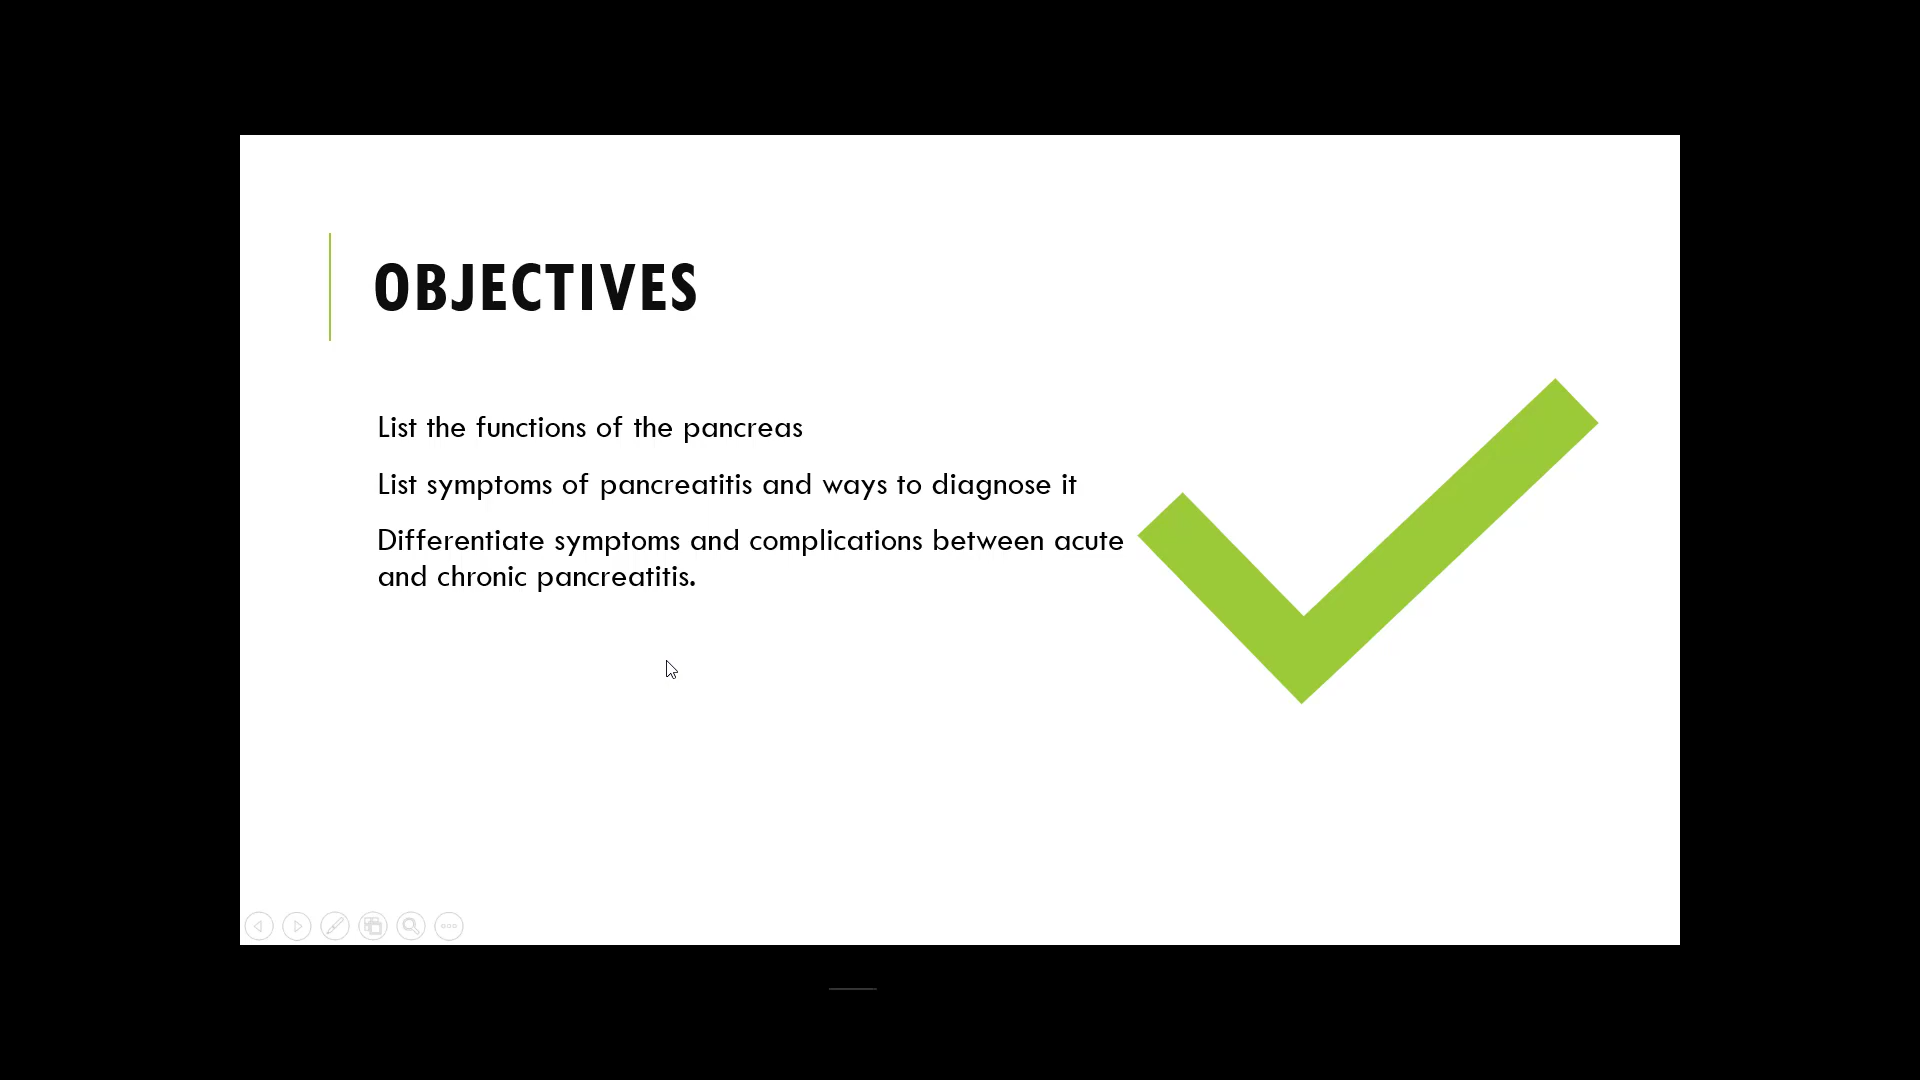 OBJECTIVES
List the functions of the pancreas
List symptoms of pancreatitis and ways to diagnose it
Differentiate symptoms and complications between acute
and chronic pancreatitis.